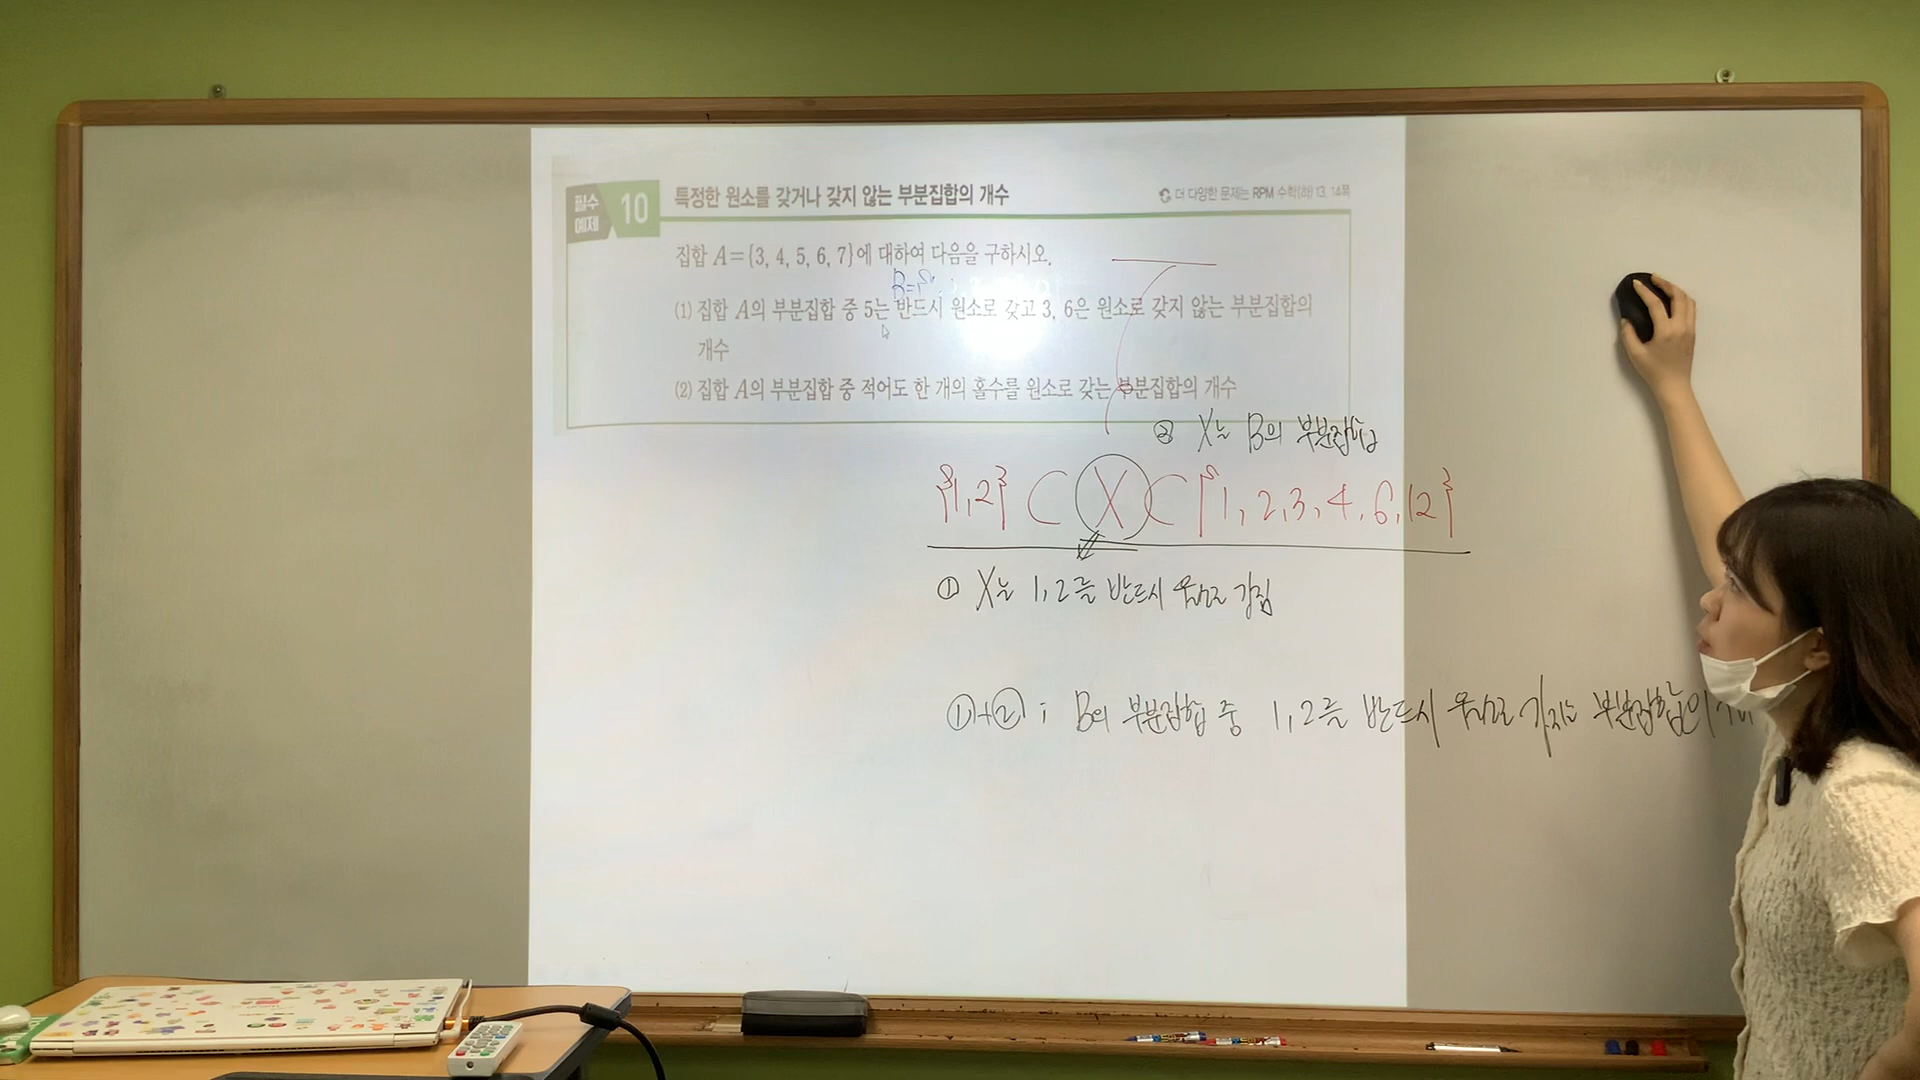 필수 예제 10 특정한 원소를 갖거나 갖지 않는 부분집합의 개수 더 다양한 문제는 RPM 수학(하) 13, 14쪽
집합 A={3, 4, 5, 6, 7}에 대하여 다음을 구하시오.
B={
(1) 집합 A의 부분집합 중 5는 반드시 원소로 갖고 3, 6은 원소로 갖지 않는 부분집합의
개수
(2) 집합 A의 부분집합 중 적어도 한 개의 홀수를 원소로 갖는 부분집합의 개수
② X는 B의 부분집합
{1,2} ⊂ X ⊂ {1, 2, 3, 4, 6, 12}
① X는 1, 2를 반드시 원소로 가짐
①+② ; B의 부분집합 중 1, 2를 반드시 원소로 가지는 부분집합의